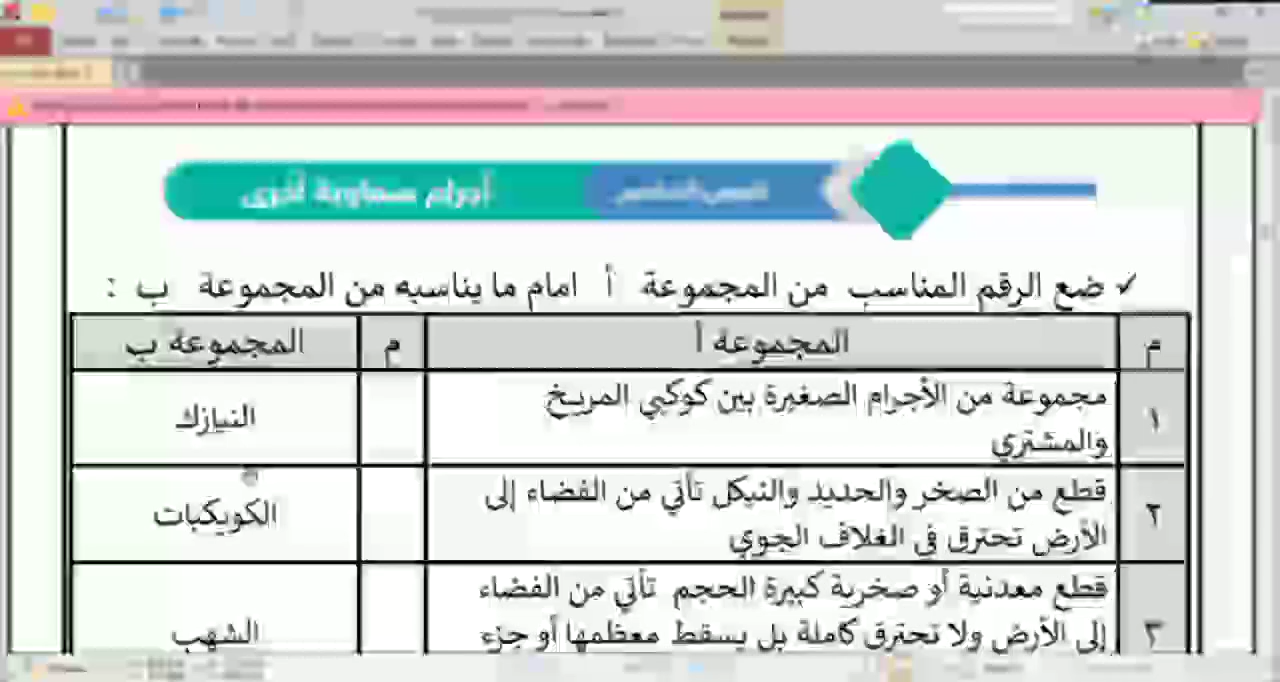 أجرام سماوية أخرى
✓ ضع الرقم المناسب من المجموعة أ امام ما يناسبه من المجموعة ب :
م المجموعة أ م المجموعة ب
١ مجموعة من الأجرام الصغيرة بين كوكبي المريخ
والمشتري
النيازك
٢ قطع من الصخر والحديد والنيكل تأتي من الفضاء إلى
الأرض تحترق في الغلاف الجوي
الكويكبات
٣ قطع معدنية أو صخرية كبيرة الحجم تأتي من الفضاء
إلى الأرض ولا تحترق كاملة بل يسقط معظمها أو جزء
الشهب